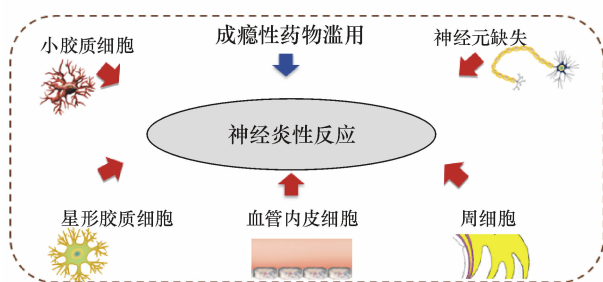 小胶质细胞
成瘾性药物滥用
神经元缺失
神经炎性反应
星形胶质细胞
血管内皮细胞
周细胞